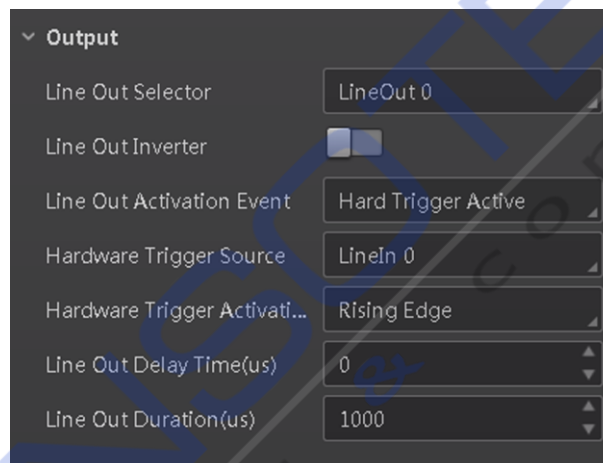 Output
Line Out Selector LineOut 0
Line Out Inverter
Line Out Activation Event Hard Trigger Active
Hardware Trigger Source LineIn 0
Hardware Trigger Activati... Rising Edge
Line Out Delay Time(us) 0
Line Out Duration(us) 1000